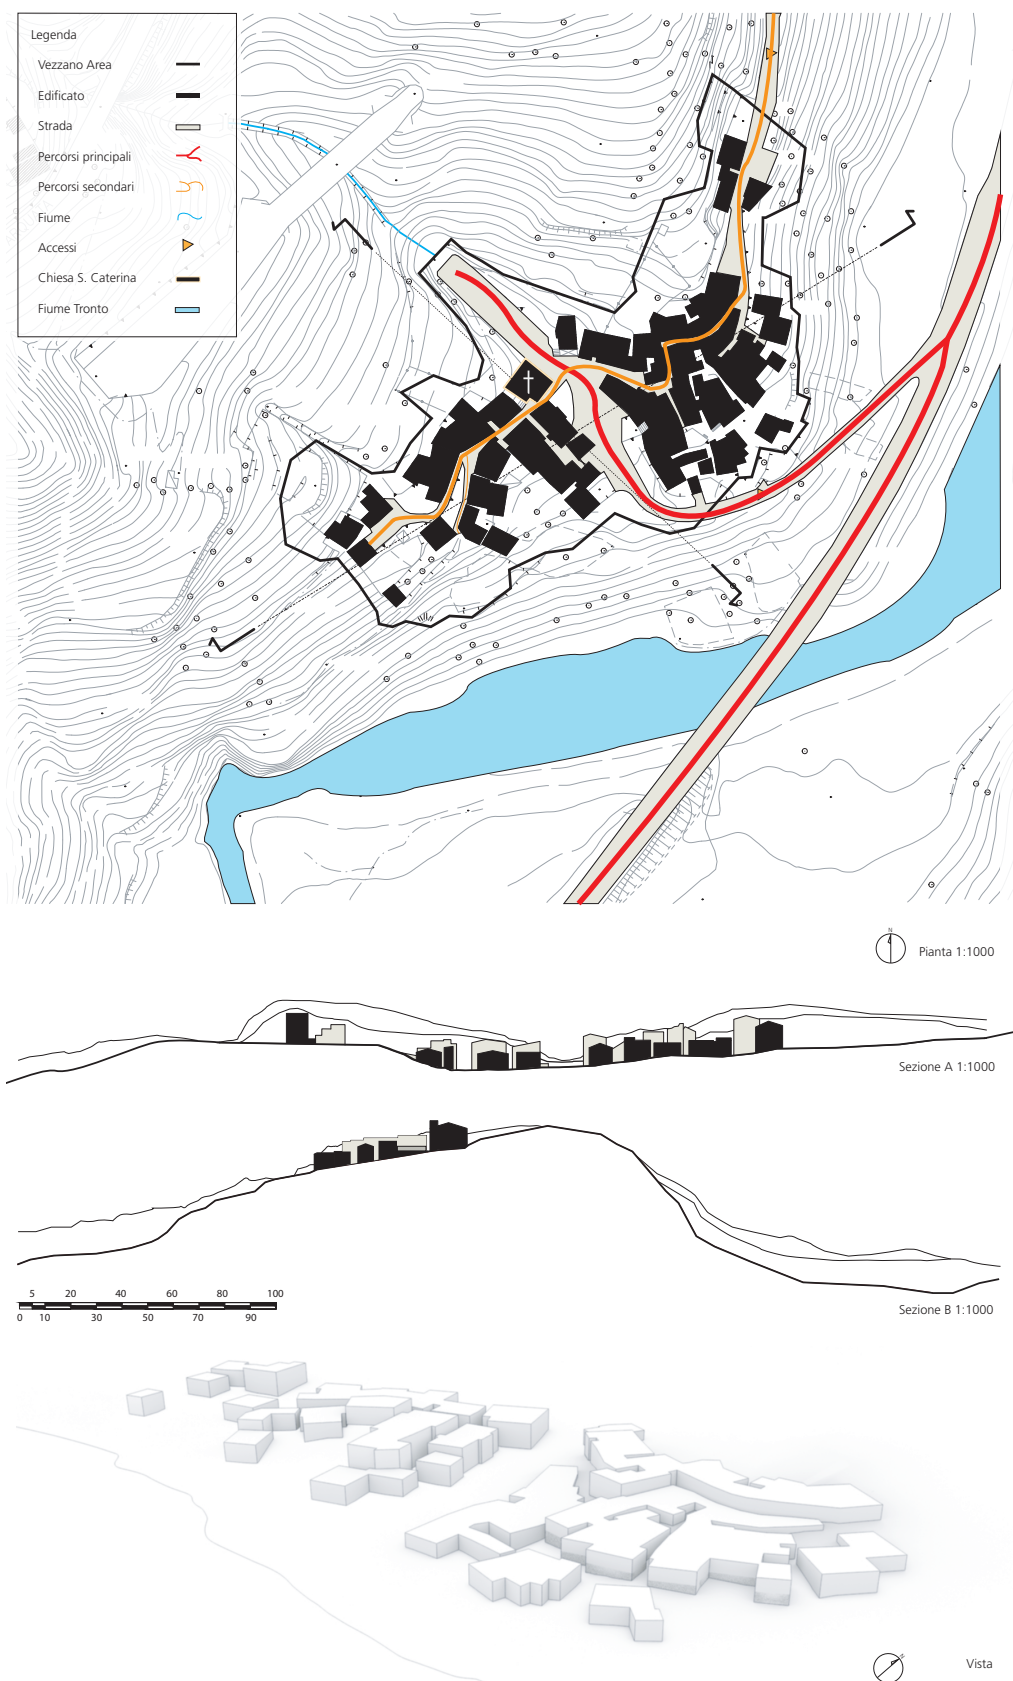 Legenda
Vezzano Area
Edificato
Strada
Percorsi principali
Percorsi secondari
Fiume
Accessi
Chiesa S. Caterina
Fiume Tronto
N
Pianta 1:1000
Sezione A 1:1000
Sezione B 1:1000
5 20 40 60 80 100
0 10 30 50 70 90
N
Vista